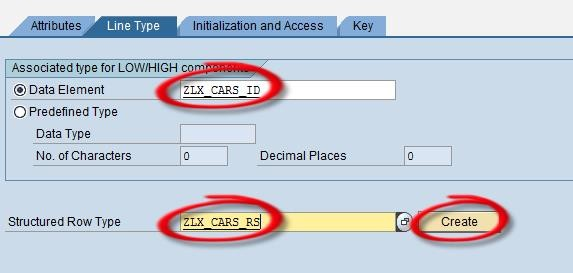 Attributes Line Type Initialization and Access Key
Associated type for LOW/HIGH components
Data Element ZLX_CARS_ID
Predefined Type
Data Type
No. of Characters 0 Decimal Places 0
Structured Row Type ZLX_CARS_RS Create